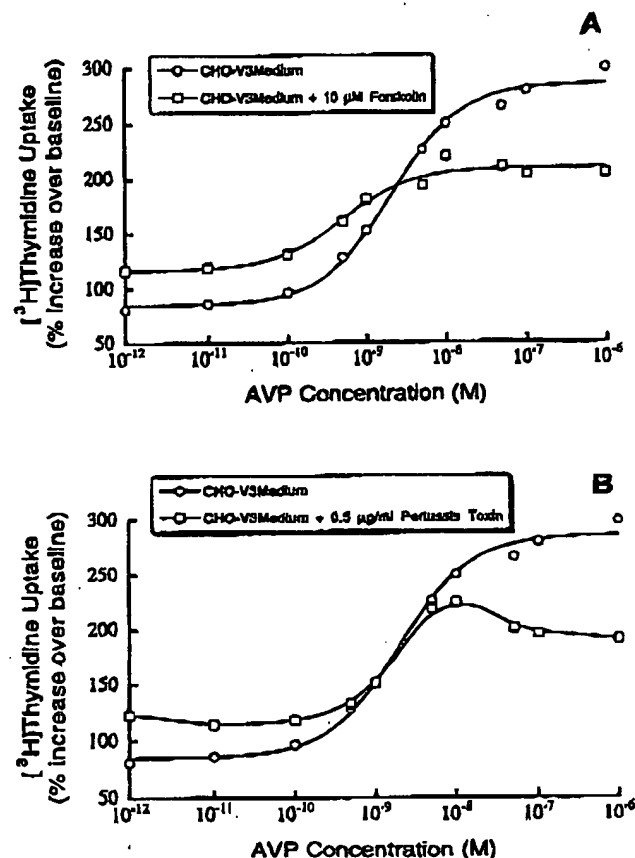 A
CHO-V3Medium
CHO-V3Medium + 10 µM Forskolin
[³H]Thymidine Uptake
(% Increase over baseline)
300
250
200
150
100
50
10⁻¹² 10⁻¹¹ 10⁻¹⁰ 10⁻⁹ 10⁻⁸ 10⁻⁷ 10⁻⁶
AVP Concentration (M)
B
CHO-V3Medium
CHO-V3Medium + 0.5 µg/ml Pertussis Toxin
[³H]Thymidine Uptake
(% increase over baseline)
300
250
200
150
100
50
10⁻¹² 10⁻¹¹ 10⁻¹⁰ 10⁻⁹ 10⁻⁸ 10⁻⁷ 10⁻⁶
AVP Concentration (M)